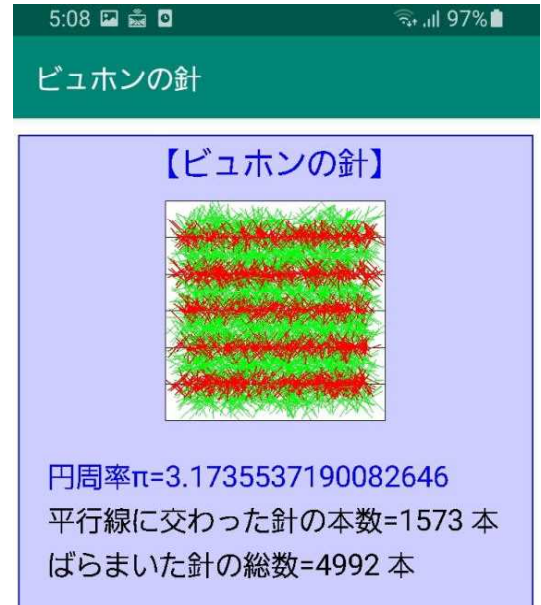 5:08 97%
ビュホンの針
【ビュホンの針】
円周率π=3.1735537190082646
平行線に交わった針の本数=1573 本
ばらまいた針の総数=4992 本